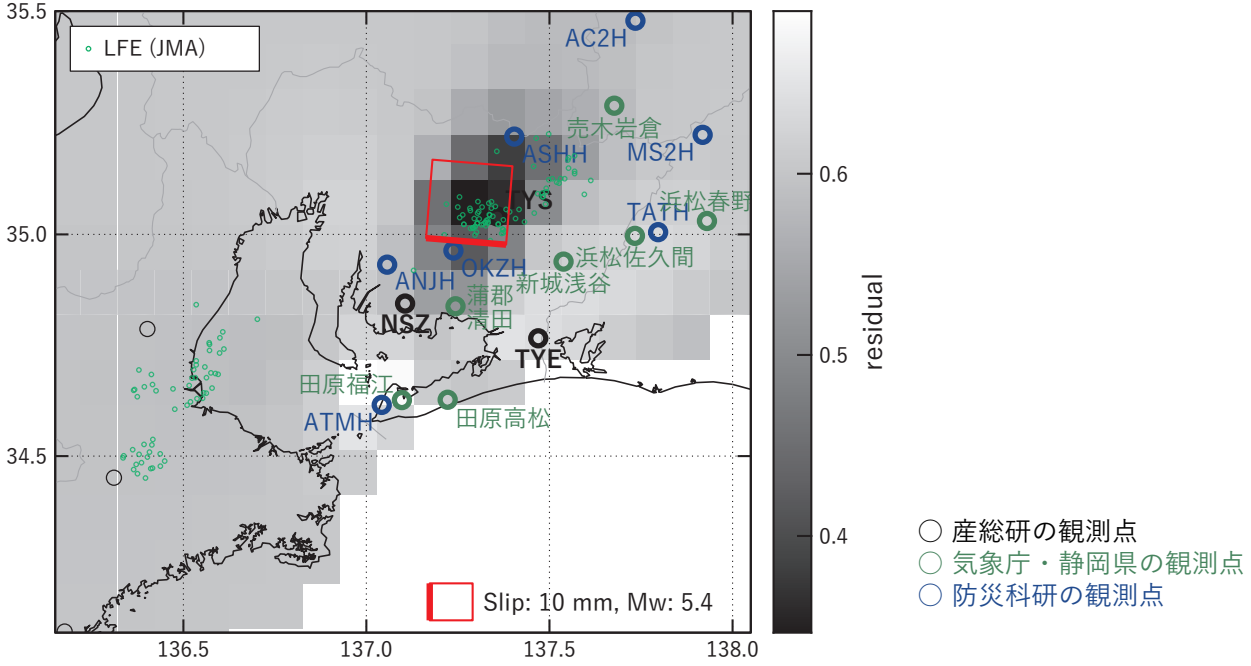 35.5
LFE (JMA)
AC2H
売木岩倉
ASHH
MS2H
0.6
TYS
浜松春野
TATH
35.0
浜松佐久間
OKZH
ANJH
新城浅谷
蒲郡
清田
NSZ
residual
0.5
TYE
田原福江
ATMH
田原高松
34.5
0.4
産総研の観測点
気象庁・静岡県の観測点
防災科研の観測点
Slip: 10 mm, Mw: 5.4
136.5
137.0
137.5
138.0